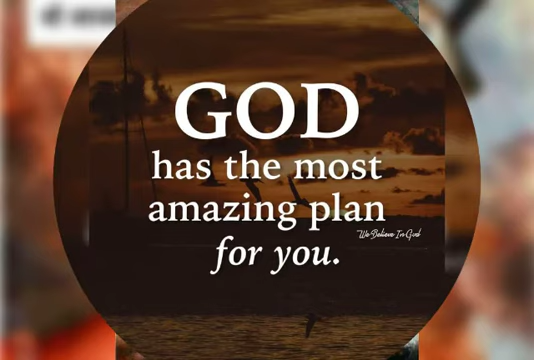 GOD
has the most
amazing plan
for you.
We Believe In God